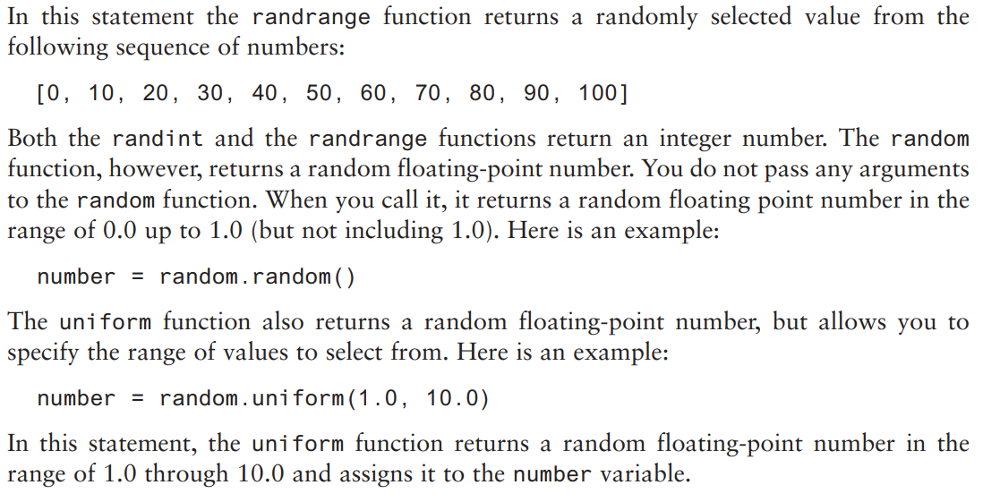 In this statement the randrange function returns a randomly selected value from the
following sequence of numbers:
[0, 10, 20, 30, 40, 50, 60, 70, 80, 90, 100]
Both the randint and the randrange functions return an integer number. The random
function, however, returns a random floating-point number. You do not pass any arguments
to the random function. When you call it, it returns a random floating point number in the
range of 0.0 up to 1.0 (but not including 1.0). Here is an example:
number = random.random()
The uniform function also returns a random floating-point number, but allows you to
specify the range of values to select from. Here is an example:
number = random.uniform(1.0, 10.0)
In this statement, the uniform function returns a random floating-point number in the
range of 1.0 through 10.0 and assigns it to the number variable.